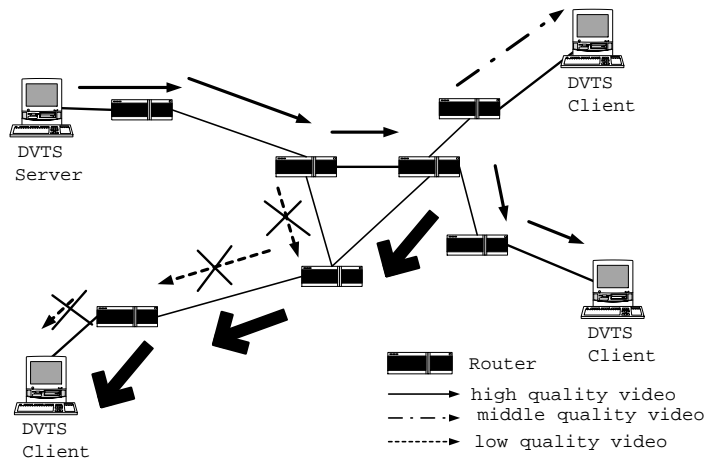 DVTS
Client
DVTS
Server
DVTS
Client
DVTS
Client
Router
high quality video
middle quality video
low quality video